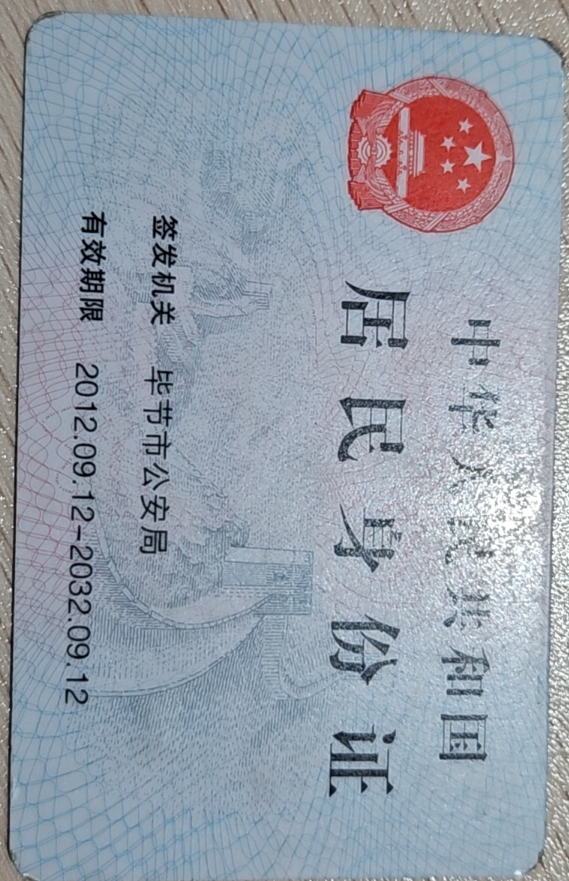 中华人民共和国
居民身份证
签发机关 毕节市公安局
有效期限 2012.09.12-2032.09.12